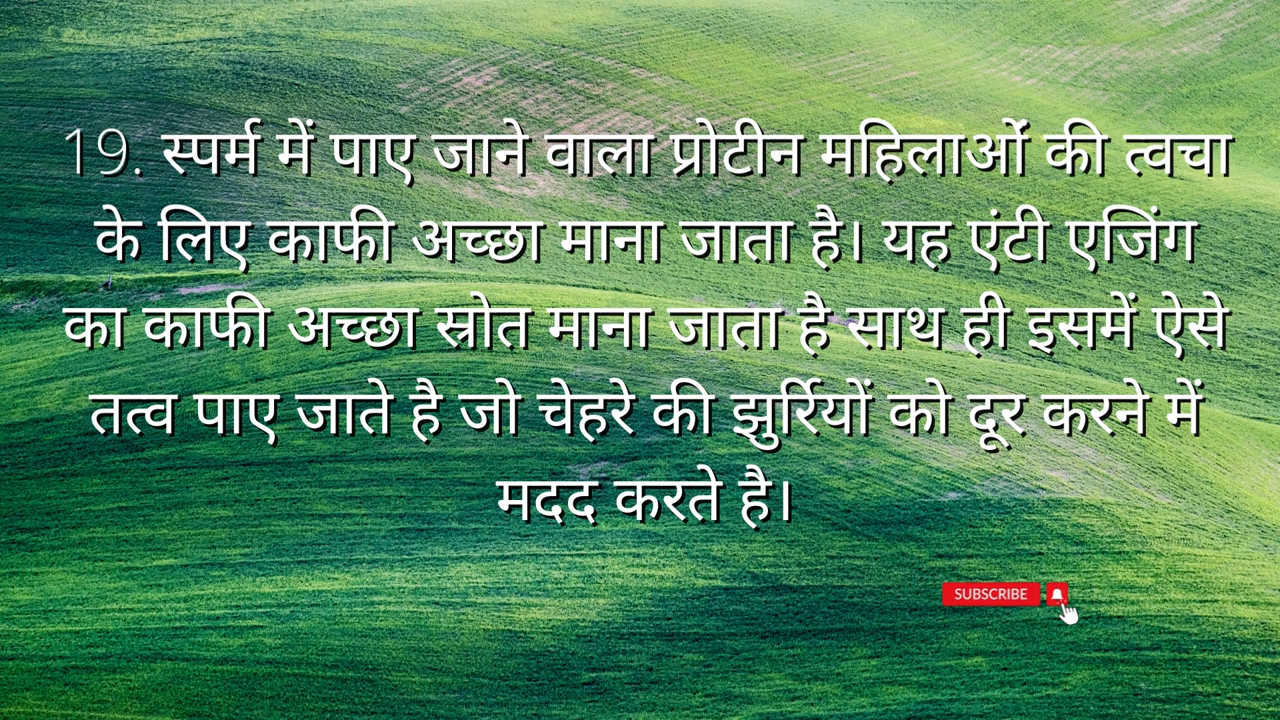 19. स्पर्म में पाए जाने वाला प्रोटीन महिलाओं की त्वचा
के लिए काफी अच्छा माना जाता है। यह एंटी एजिंग
का काफी अच्छा स्रोत माना जाता है साथ ही इसमें ऐसे
तत्व पाए जाते है जो चेहरे की झुर्रियों को दूर करने में
मदद करते है।
SUBSCRIBE